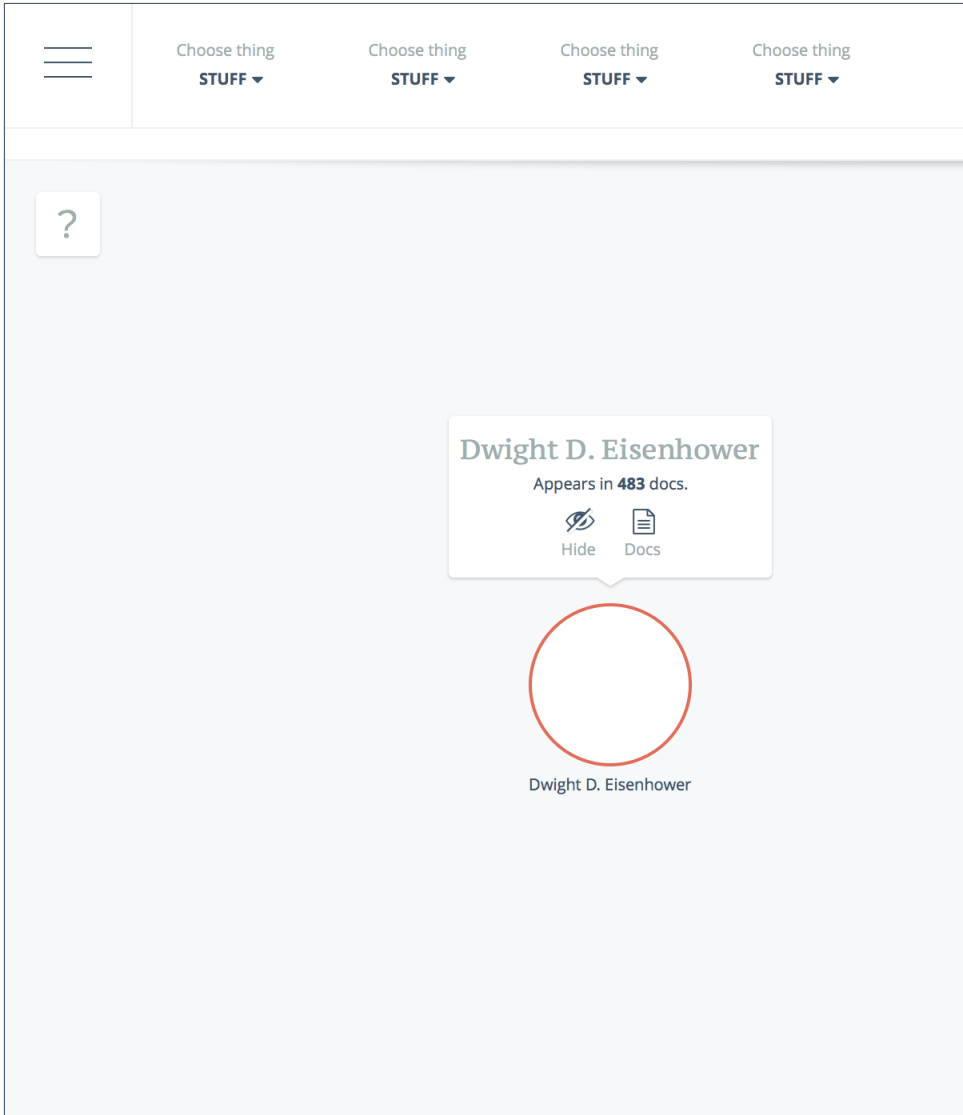 Choose thing Choose thing Choose thing Choose thing
STUFF STUFF STUFF STUFF
?
Dwight D. Eisenhower
Appears in 483 docs.
Hide Docs
Dwight D. Eisenhower